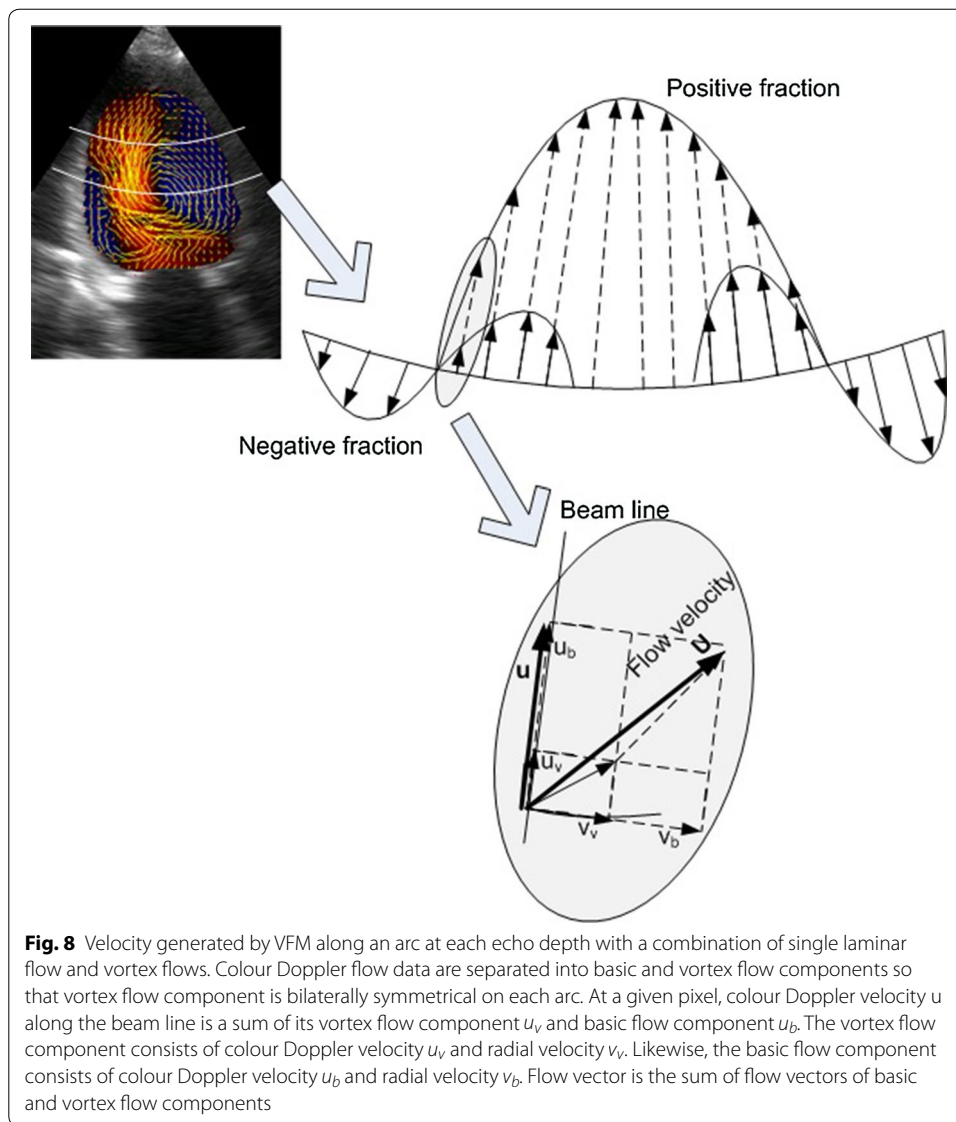 Positive fraction
Negative fraction
Beam line
Flow velocity
U
u
u_b
u_v
v_v
v_b
Fig. 8 Velocity generated by VFM along an arc at each echo depth with a combination of single laminar
flow and vortex flows. Colour Doppler flow data are separated into basic and vortex flow components so
that vortex flow component is bilaterally symmetrical on each arc. At a given pixel, colour Doppler velocity u
along the beam line is a sum of its vortex flow component u_v and basic flow component u_b. The vortex flow
component consists of colour Doppler velocity u_v and radial velocity v_v. Likewise, the basic flow component
consists of colour Doppler velocity u_b and radial velocity v_b. Flow vector is the sum of flow vectors of basic
and vortex flow components